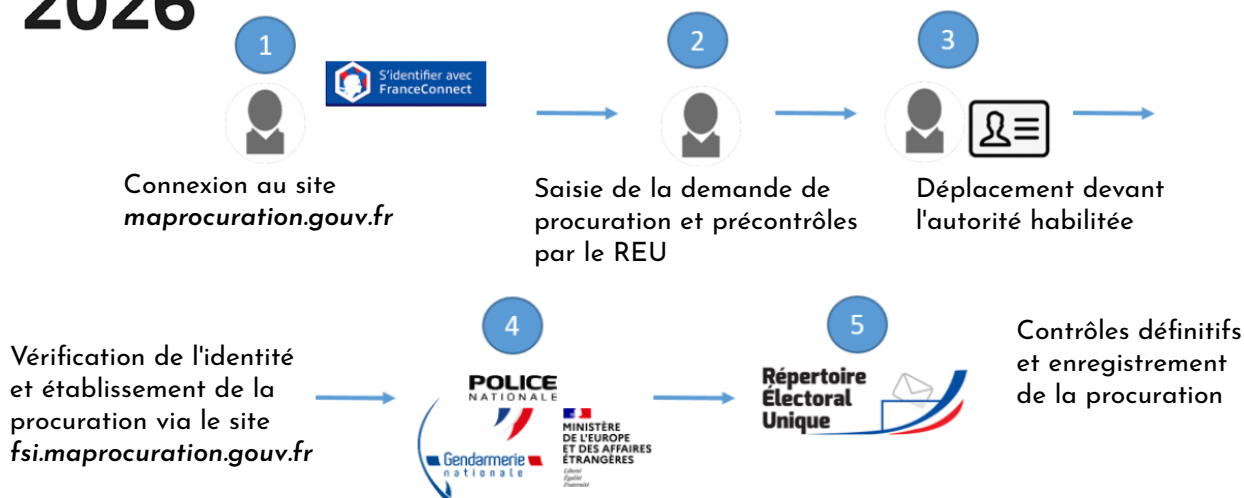 2026
1
2
3
S'identifier avec
FranceConnect
Connexion au site
maprocuration.gouv.fr
Saisie de la demande de
procuration et précontrôles
par le REU
Déplacement devant
l'autorité habilitée
4
5
Vérification de l'identité
et établissement de la
procuration via le site
fsi.maprocuration.gouv.fr
POLICE
NATIONALE
Gendarmerie
nationale
MINISTÈRE
DE L'EUROPE
ET DES AFFAIRES
ÉTRANGÈRES
Liberté
Égalité
Fraternité
Répertoire
Électoral
Unique
Contrôles définitifs
et enregistrement
de la procuration